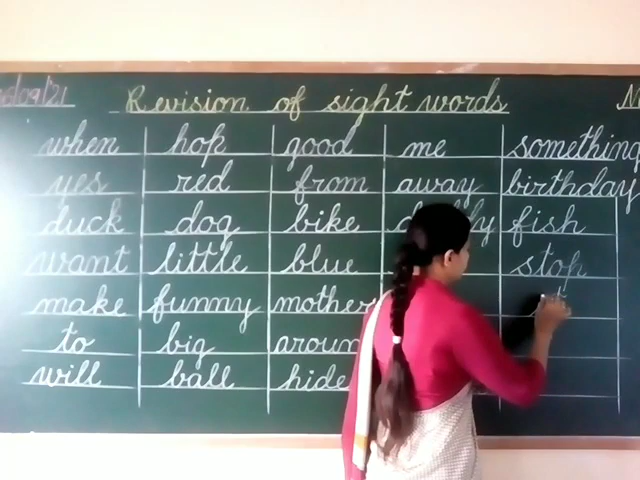 Revision of sight words
when hop good me something
yes red from away birthday
duck dog bike fish
want little blue stop
make funny mother
to big
will ball hide